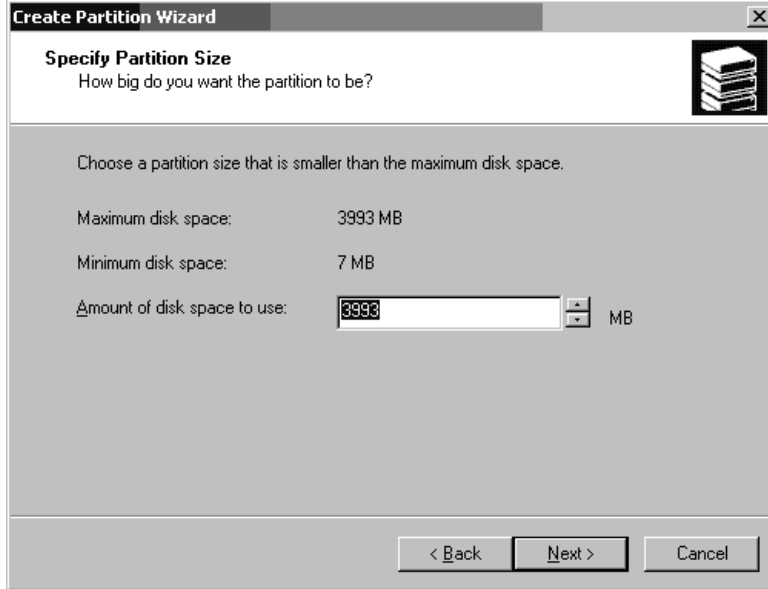 Create Partition Wizard
Specify Partition Size
How big do you want the partition to be?
Choose a partition size that is smaller than the maximum disk space.
Maximum disk space: 3993 MB
Minimum disk space: 7 MB
Amount of disk space to use: 3993 MB
< Back Next > Cancel